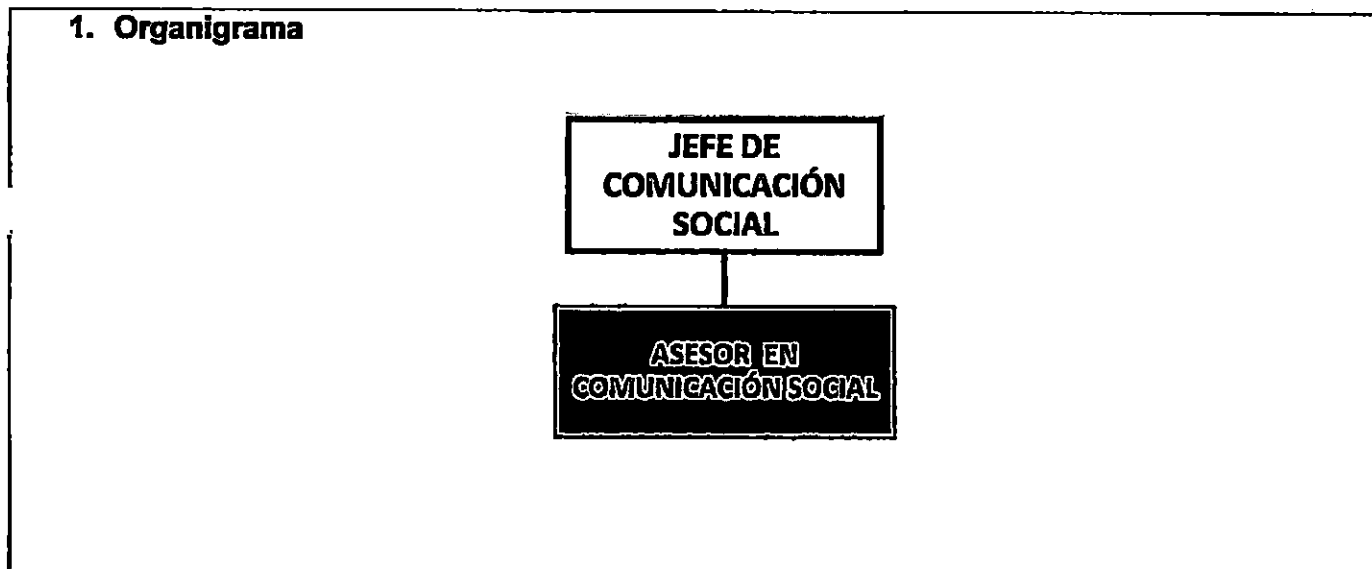 1. Organigrama
JEFE DE
COMUNICACIÓN
SOCIAL
ASESOR EN
COMUNICACIÓN SOCIAL